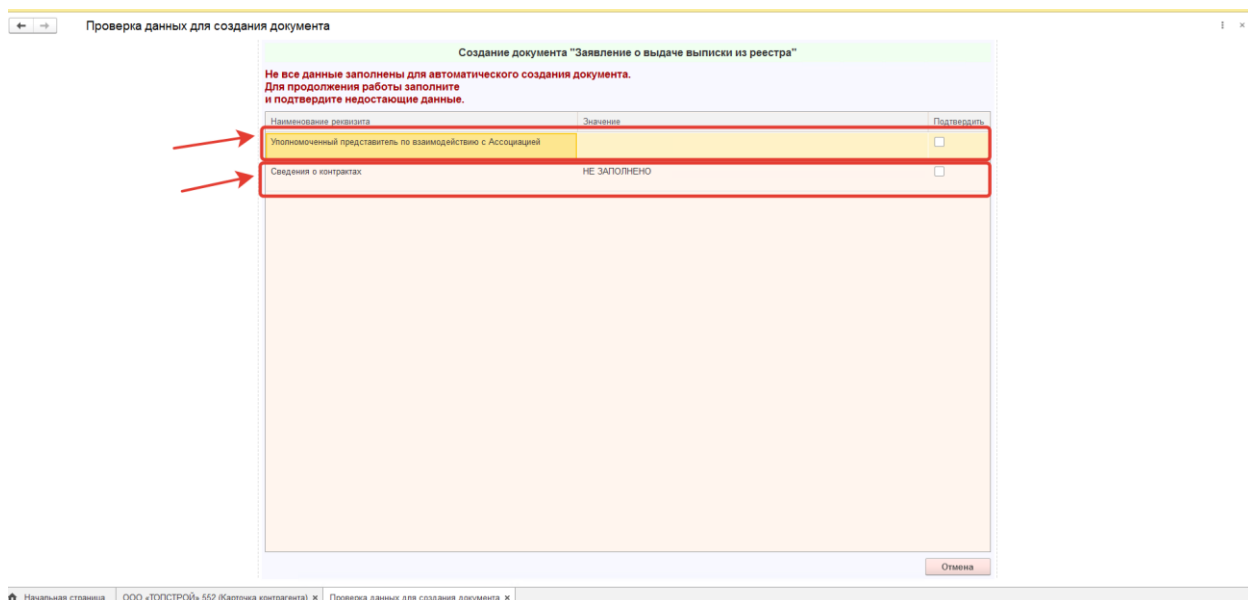 Проверка данных для создания документа
Создание документа "Заявление о выдаче выписки из реестра"
Не все данные заполнены для автоматического создания документа.
Для продолжения работы заполните
и подтвердите недостающие данные.
Наименование реквизита Значение Подтвердить
Уполномоченный представитель по взаимодействию с Ассоциацией
Сведения о контрактах НЕ ЗАПОЛНЕНО
Отмена
Начальная страница ООО «ТОПСТРОЙ» 552 (Карточка контрагента) × Проверка данных для создания документа ×